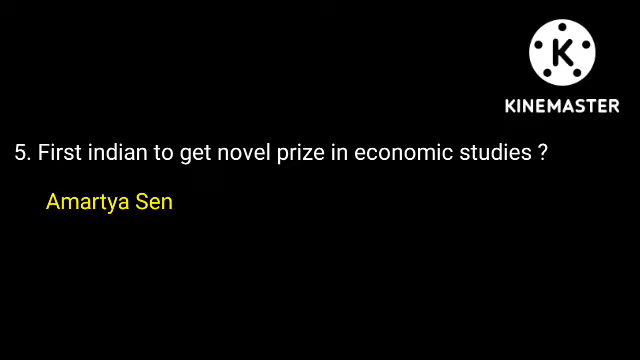 KINEMASTER
5. First indian to get novel prize in economic studies ?
Amartya Sen